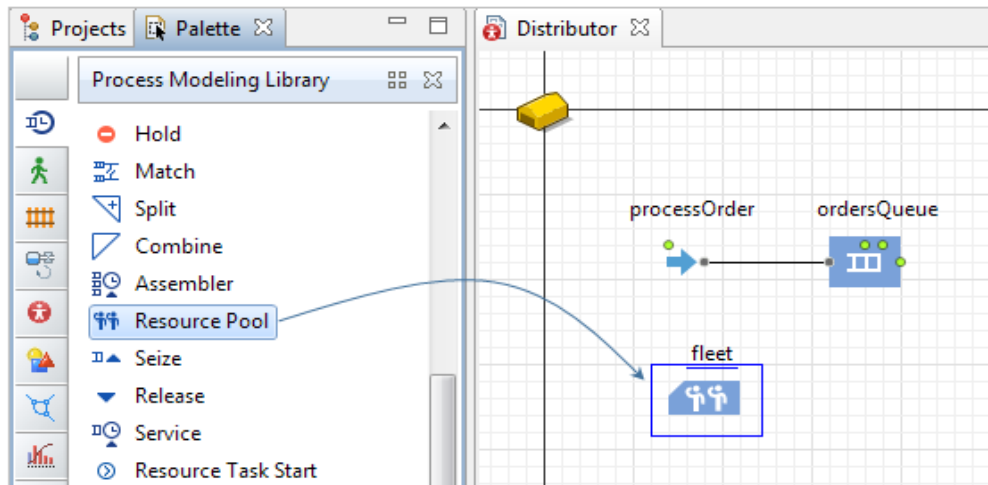 Projects
Palette
Distributor
Process Modeling Library
Hold
Match
Split
Combine
Assembler
Resource Pool
Seize
Release
Service
Resource Task Start
processOrder
ordersQueue
fleet